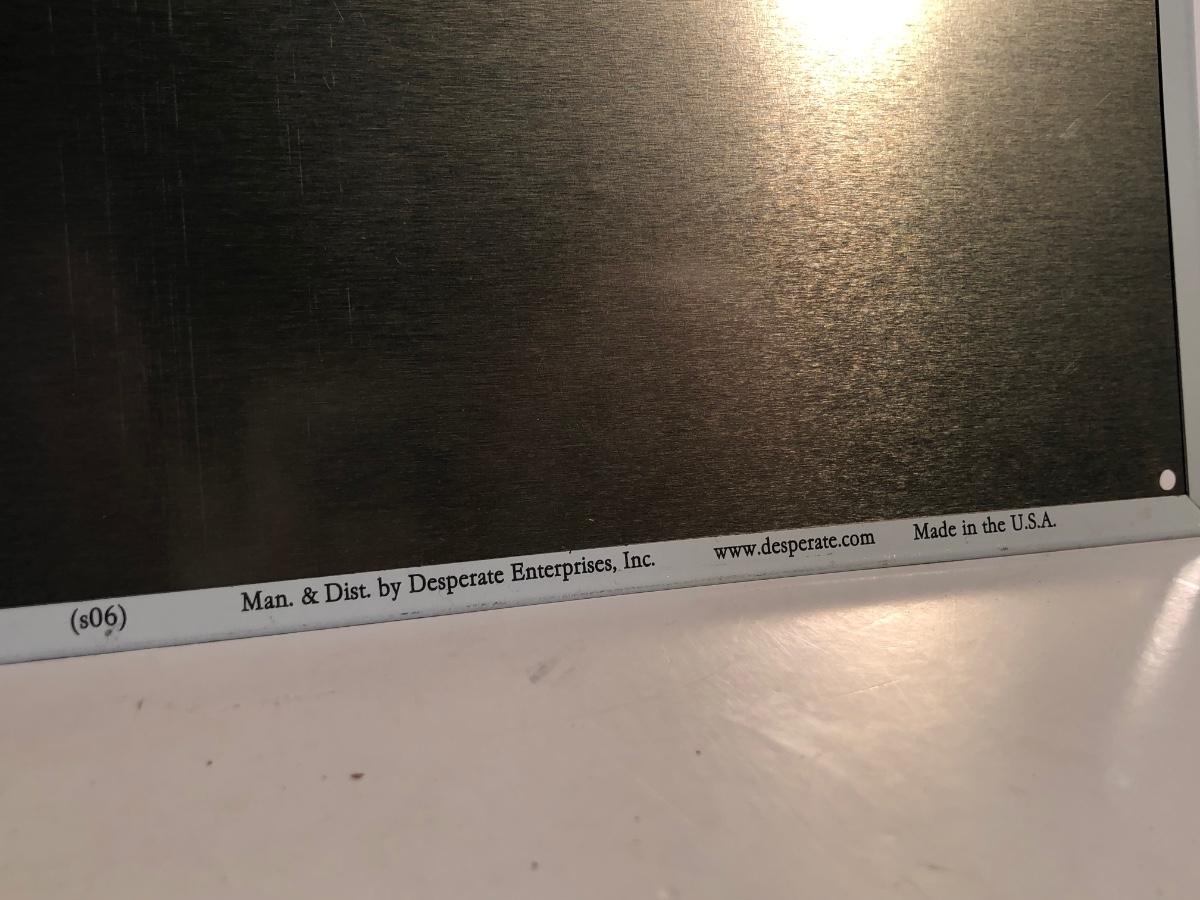 (s06) Man. & Dist. by Desperate Enterprises, Inc. www.desperate.com Made in the U.S.A.